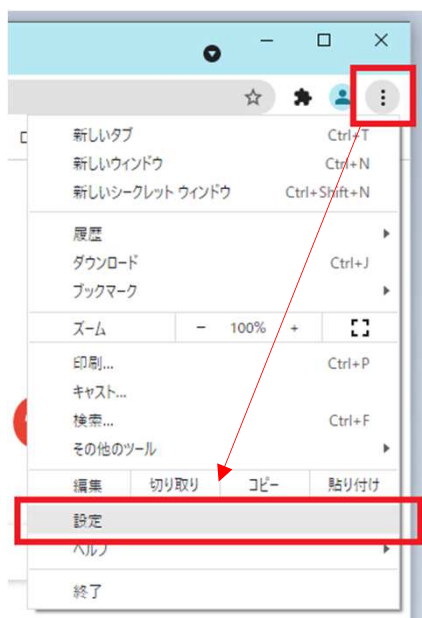 新しいタブ Ctrl+T
新しいウィンドウ Ctrl+N
新しいシークレット ウィンドウ Ctrl+Shift+N
履歴
ダウンロード Ctrl+J
ブックマーク
ズーム - 100% +
印刷... Ctrl+P
キャスト...
検索... Ctrl+F
その他のツール
編集 切り取り コピー 貼り付け
設定
ヘルプ
終了